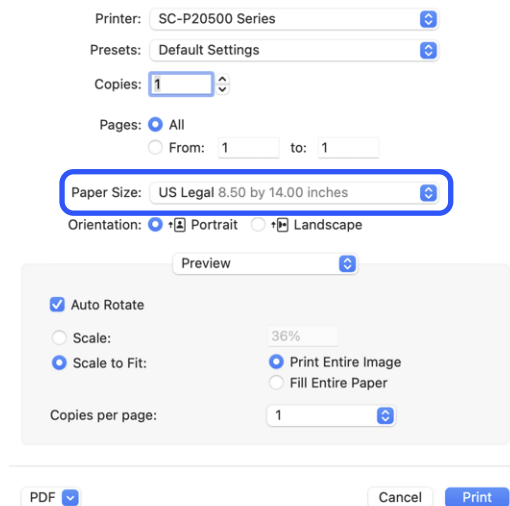 Printer: SC-P20500 Series
Presets: Default Settings
Copies: 1
Pages: All
From: 1 to: 1
Paper Size: US Legal 8.50 by 14.00 inches
Orientation: Portrait Landscape
Preview
Auto Rotate
Scale: 36%
Scale to Fit: Print Entire Image
Fill Entire Paper
Copies per page: 1
PDF Cancel Print